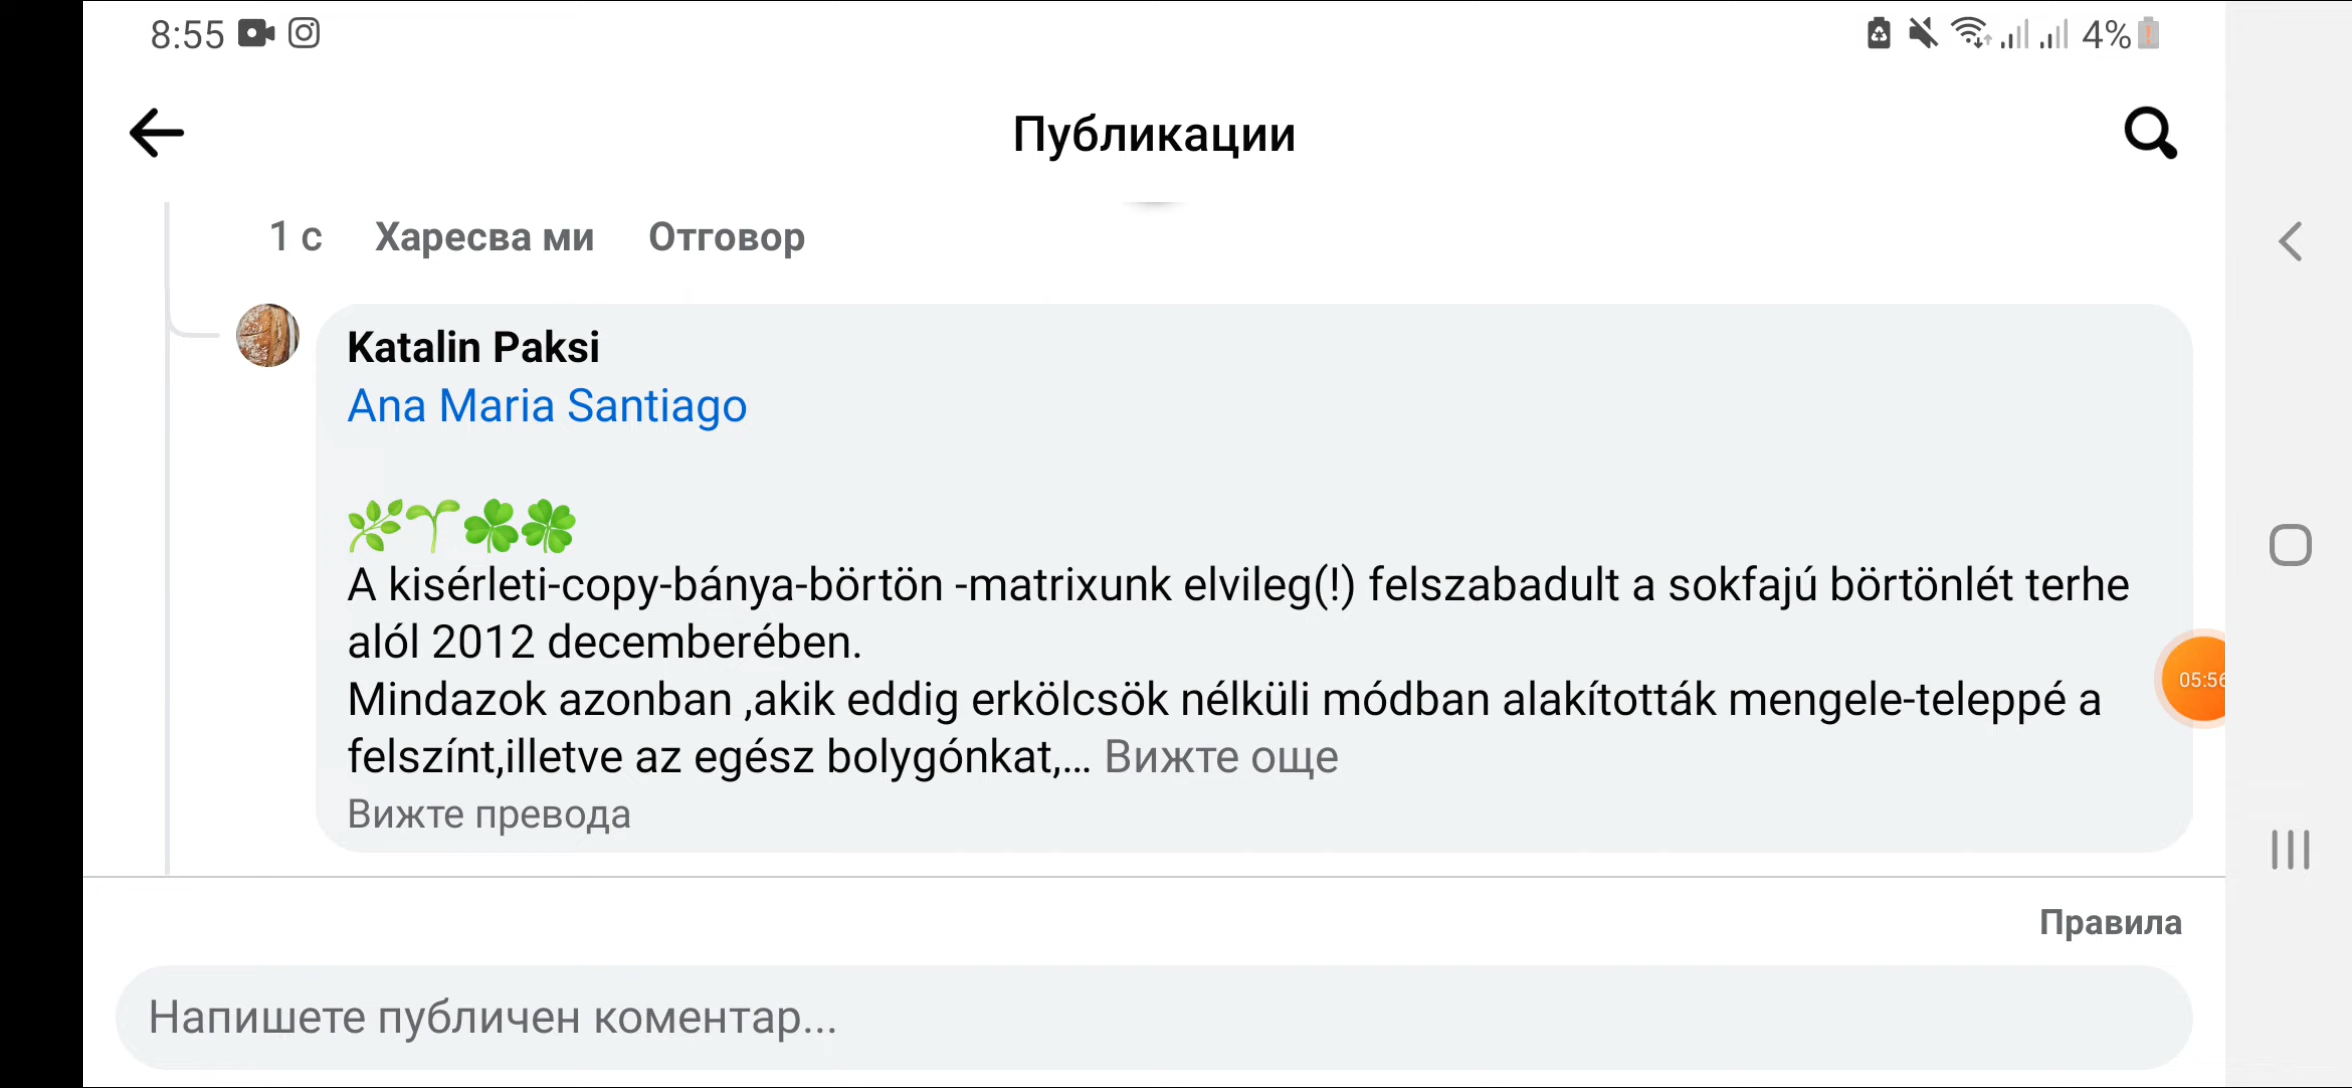 8:55 4%
Публикации
1 с Харесва ми Отговор
Katalin Paksi
Ana Maria Santiago
🌿🌱☘️🍀
A kisérleti-copy-bánya-börtön -matrixunk elvileg(!) felszabadult a sokfajú börtönlét terhe
alól 2012 decemberében.
Mindazok azonban ,akik eddig erkölcsök nélküli módban alakították mengele-teleppé a
felszínt,illetve az egész bolygónkat,... Вижте още
Вижте превода
05:56
Правила
Напишете публичен коментар...